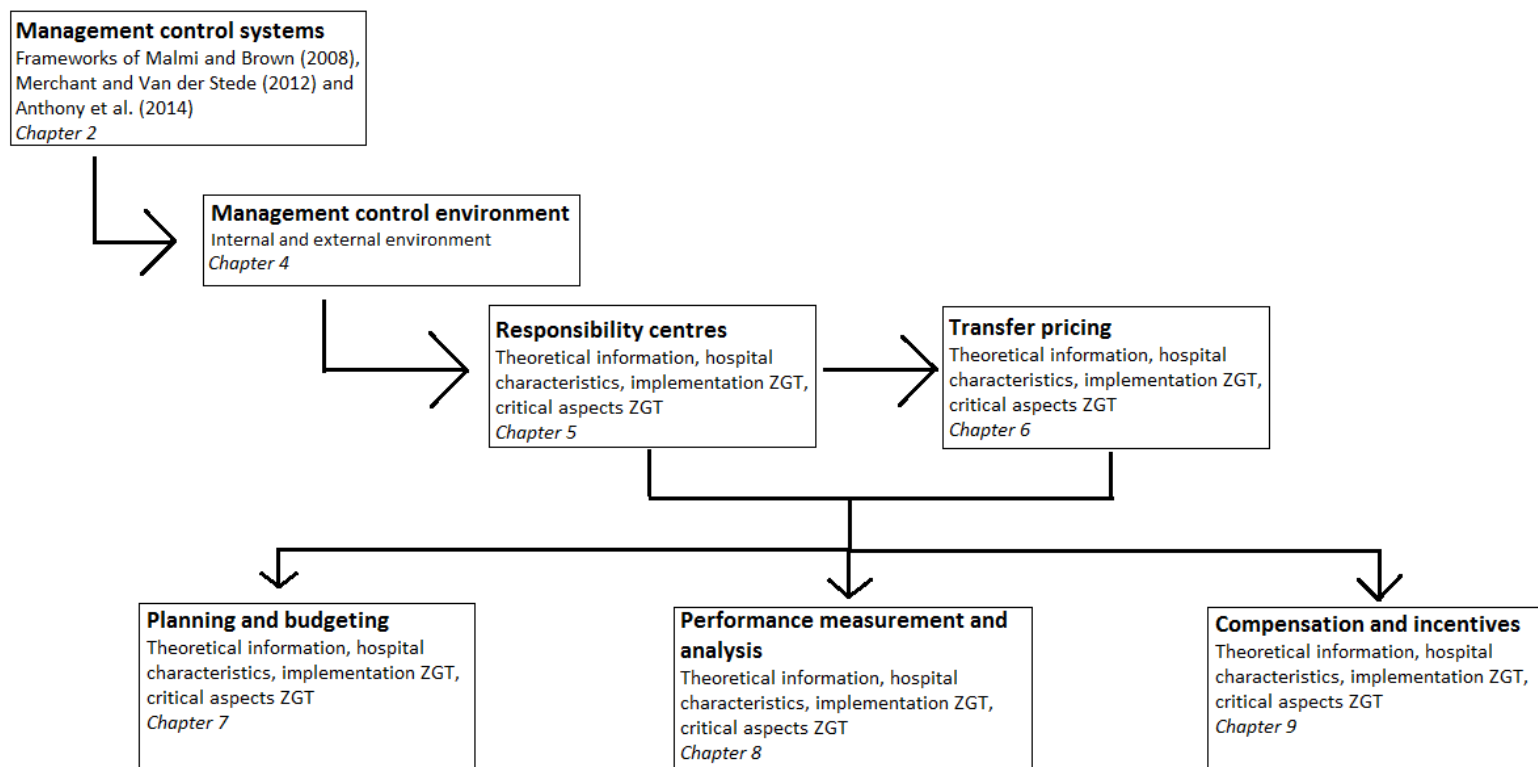 Management control systems
Frameworks of Malmi and Brown (2008),
Merchant and Van der Stede (2012) and
Anthony et al. (2014)
Chapter 2
Management control environment
Internal and external environment
Chapter 4
Responsibility centres
Theoretical information, hospital
characteristics, implementation ZGT,
critical aspects ZGT
Chapter 5
Transfer pricing
Theoretical information, hospital
characteristics, implementation ZGT,
critical aspects ZGT
Chapter 6
Planning and budgeting
Theoretical information, hospital
characteristics, implementation ZGT,
critical aspects ZGT
Chapter 7
Performance measurement and
analysis
Theoretical information, hospital
characteristics, implementation ZGT,
critical aspects ZGT
Chapter 8
Compensation and incentives
Theoretical information, hospital
characteristics, implementation ZGT,
critical aspects ZGT
Chapter 9